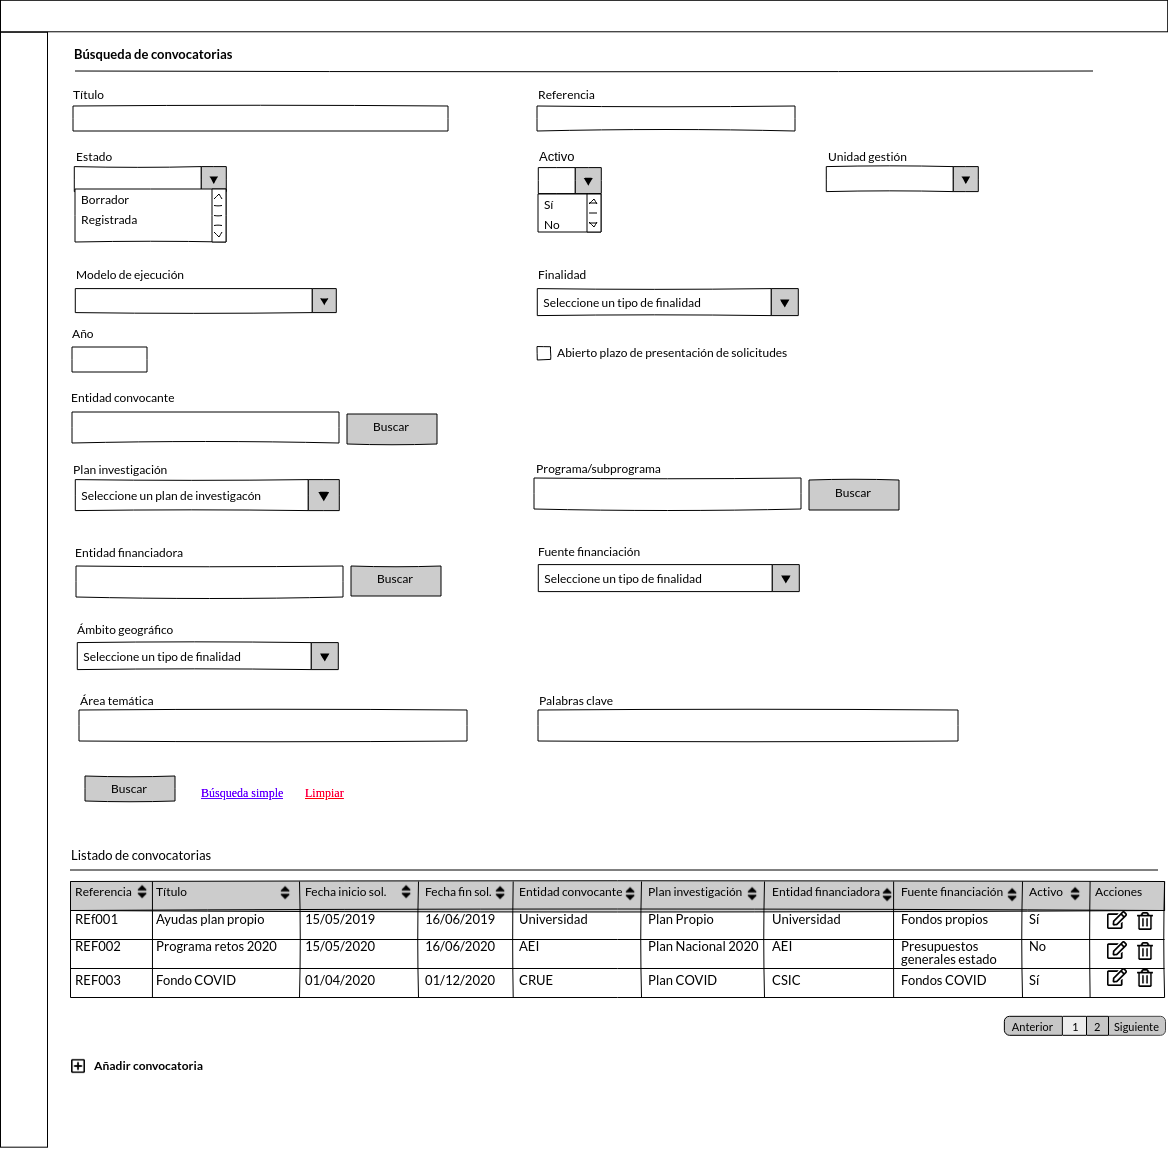 Búsqueda de convocatorias
Título
Referencia
Estado
Activo
Unidad gestión
Borrador
Registrada
Sí
No
Modelo de ejecución
Finalidad
Seleccione un tipo de finalidad
Año
Abierto plazo de presentación de solicitudes
Entidad convocante
Buscar
Plan investigación
Programa/subprograma
Seleccione un plan de investigacón
Buscar
Entidad financiadora
Fuente financiación
Buscar
Seleccione un tipo de finalidad
Ámbito geográfico
Seleccione un tipo de finalidad
Área temática
Palabras clave
Buscar
Búsqueda simple
Limpiar
Listado de convocatorias
Referencia Título Fecha inicio sol. Fecha fin sol. Entidad convocante Plan investigación Entidad financiadora Fuente financiación Activo Acciones
REf001 Ayudas plan propio 15/05/2019 16/06/2019 Universidad Plan Propio Universidad Fondos propios Sí
REF002 Programa retos 2020 15/05/2020 16/06/2020 AEI Plan Nacional 2020 AEI Presupuestos generales estado No
REF003 Fondo COVID 01/04/2020 01/12/2020 CRUE Plan COVID CSIC Fondos COVID Sí
Anterior 1 2 Siguiente
Añadir convocatoria